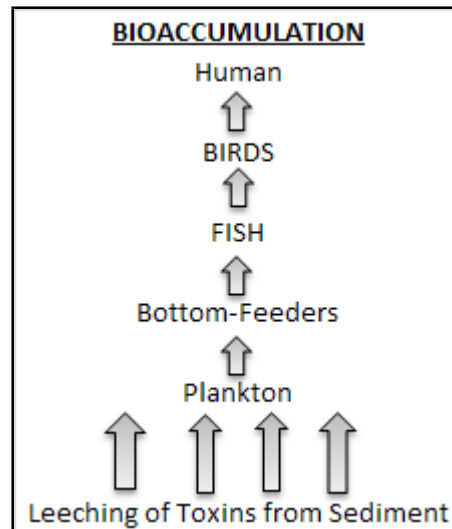 BIOACCUMULATION
Human
BIRDS
FISH
Bottom-Feeders
Plankton
Leeching of Toxins from Sediment